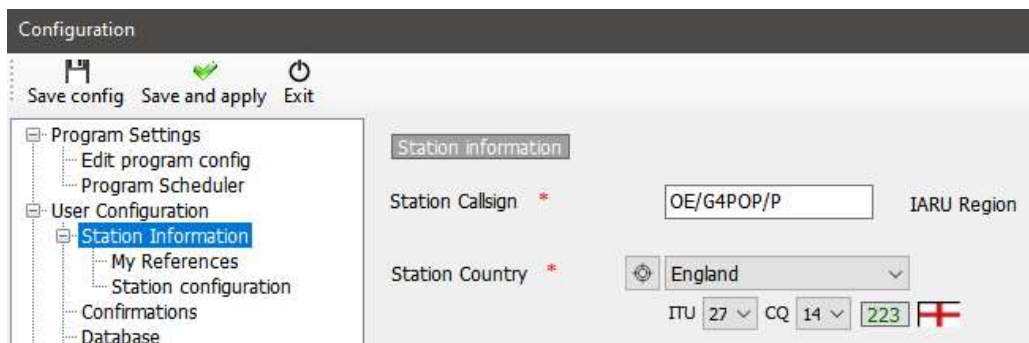 Configuration
Save config Save and apply Exit
Program Settings
Edit program config
Program Scheduler
User Configuration
Station Information
My References
Station configuration
Confirmations
Database
Station information
Station Callsign * OE/G4POP/P IARU Region
Station Country * England
ITU 27 CQ 14 223